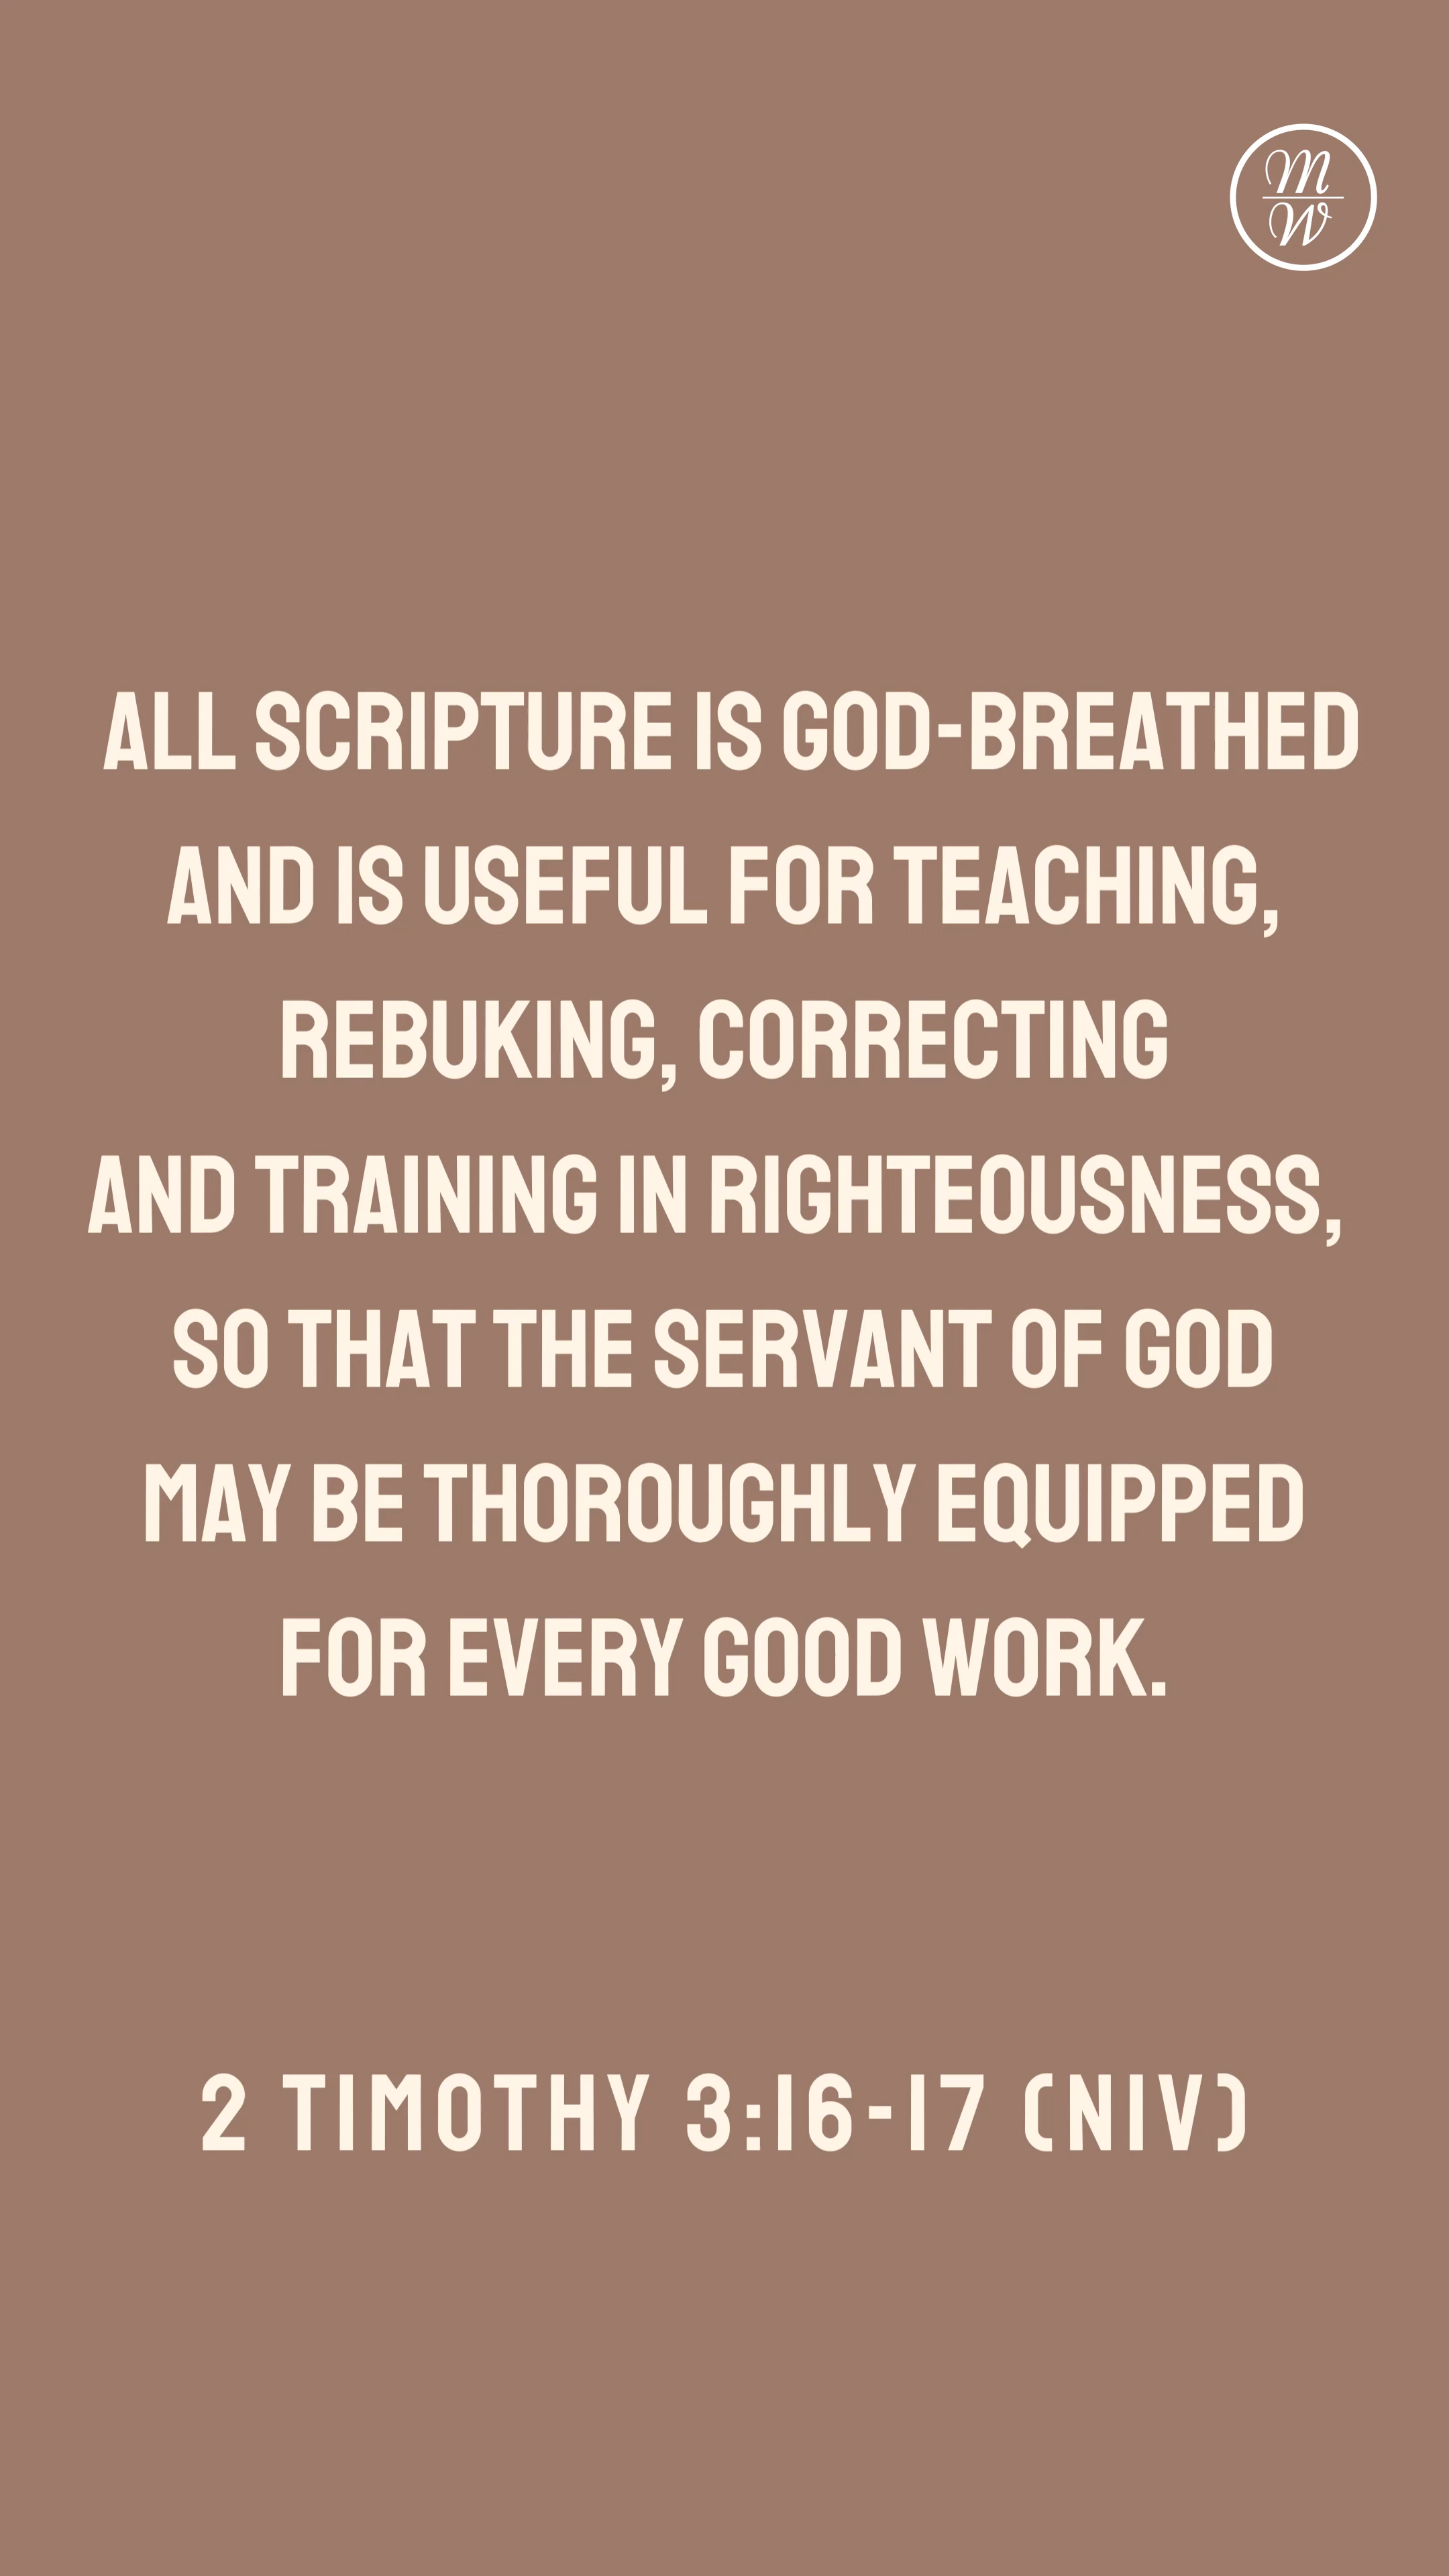 M
W
ALL SCRIPTURE IS GOD-BREATHED
AND IS USEFUL FOR TEACHING,
REBUKING, CORRECTING
AND TRAINING IN RIGHTEOUSNESS,
SO THAT THE SERVANT OF GOD
MAY BE THOROUGHLY EQUIPPED
FOR EVERY GOOD WORK.
2 TIMOTHY 3:16-17 (NIV)